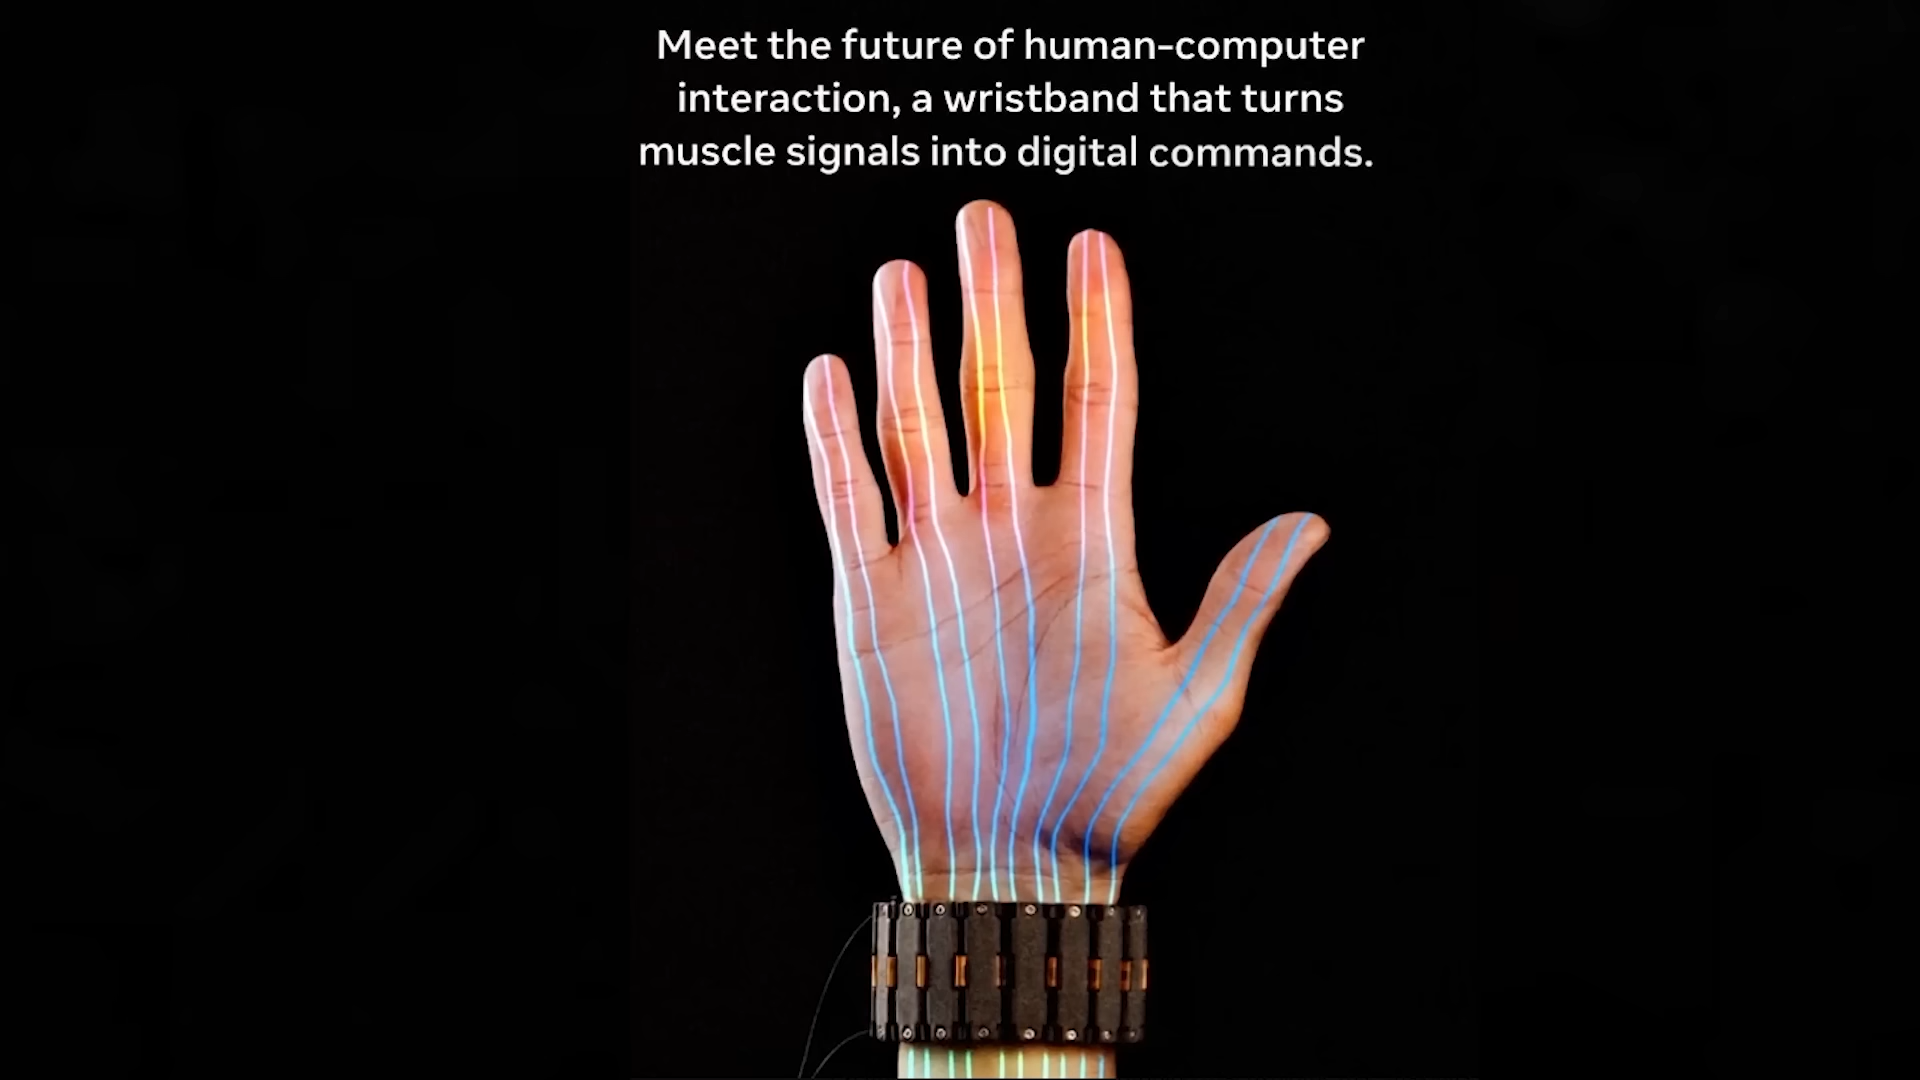 Meet the future of human-computer
interaction, a wristband that turns
muscle signals into digital commands.